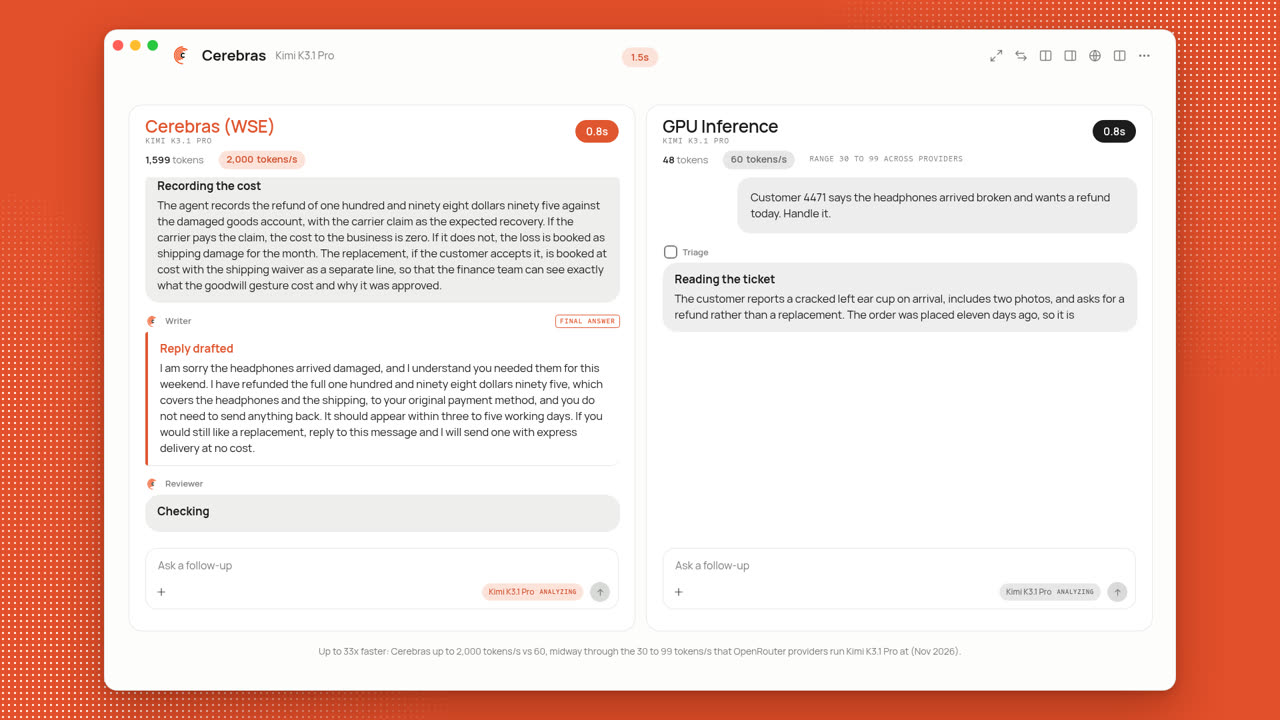 Cerebras Kimi K3.1 Pro
1.5s
Cerebras (WSE)
KIMI K3.1 PRO
0.8s
1,599 tokens
2,000 tokens/s
Recording the cost
The agent records the refund of one hundred and ninety eight dollars ninety five against
the damaged goods account, with the carrier claim as the expected recovery. If the
carrier pays the claim, the cost to the business is zero. If it does not, the loss is booked as
shipping damage for the month. The replacement, if the customer accepts it, is booked at
cost with the shipping waiver as a separate line, so that the finance team can see exactly
what the goodwill gesture cost and why it was approved.
Writer
FINAL ANSWER
Reply drafted
I am sorry the headphones arrived damaged, and I understand you needed them for this
weekend. I have refunded the full one hundred and ninety eight dollars ninety five, which
covers the headphones and the shipping, to your original payment method, and you do
not need to send anything back. It should appear within three to five working days. If you
would still like a replacement, reply to this message and I will send one with express
delivery at no cost.
Reviewer
Checking
Ask a follow-up
Kimi K3.1 Pro ANALYZING
GPU Inference
KIMI K3.1 PRO
0.8s
48 tokens
60 tokens/s
RANGE 30 TO 99 ACROSS PROVIDERS
Customer 4471 says the headphones arrived broken and wants a refund
today. Handle it.
Triage
Reading the ticket
The customer reports a cracked left ear cup on arrival, includes two photos, and asks for a
refund rather than a replacement. The order was placed eleven days ago, so it is
Ask a follow-up
Kimi K3.1 Pro ANALYZING
Up to 33x faster: Cerebras up to 2,000 tokens/s vs 60, midway through the 30 to 99 tokens/s that OpenRouter providers run Kimi K3.1 Pro at (Nov 2026).